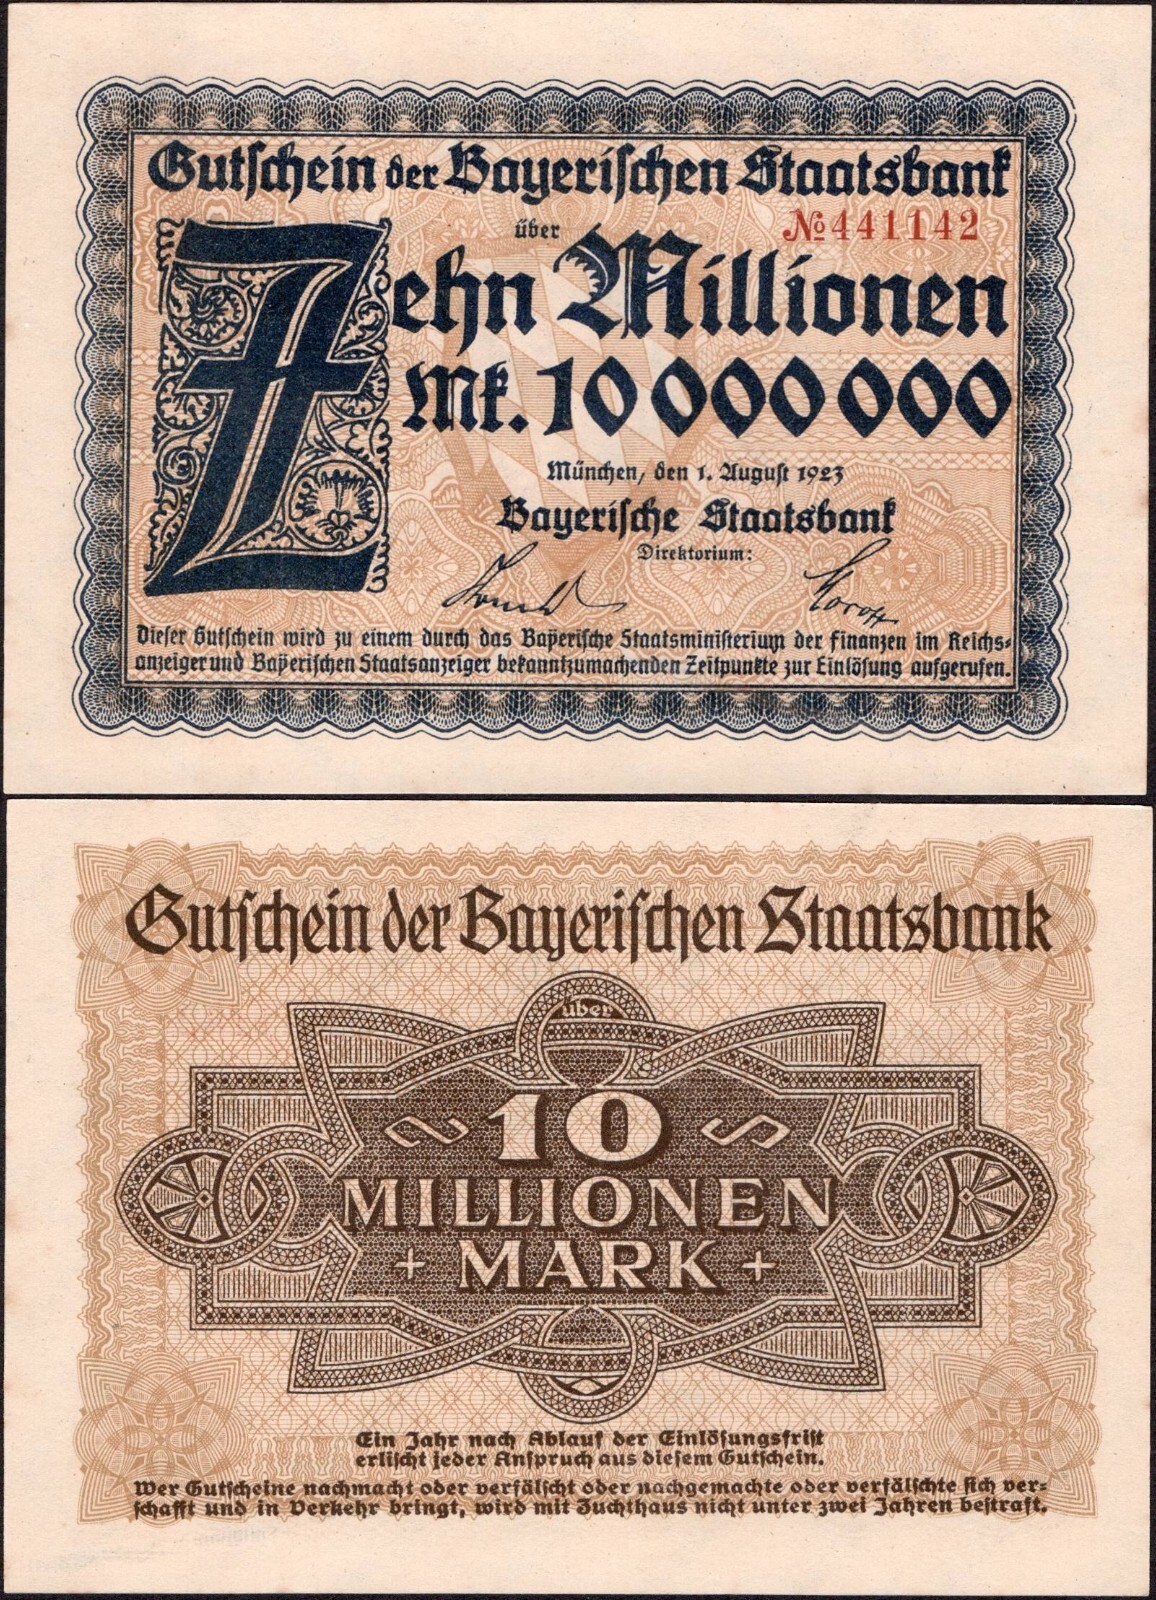 Gutschein der Bayerischen Staatsbank
№441142
über
Zehn Millionen
Mk. 10 000 000
München, den 1. August 1923
Bayerische Staatsbank
Direktorium:
Dieser Gutschein wird zu einem durch das Bayerische Staatsministerium der Finanzen im Reichs-
anzeiger und Bayerischen Staatsanzeiger bekanntzumachenden Zeitpunkte zur Einlösung aufgerufen.
Gutschein der Bayerischen Staatsbank
über
10
MILLIONEN
MARK
Ein Jahr nach Ablauf der Einlösungsfrist
erlischt jeder Anspruch aus diesem Gutschein.
Wer Gutscheine nachmacht oder verfälscht oder nachgemachte oder verfälschte sich ver-
schafft und in Verkehr bringt, wird mit Zuchthaus nicht unter zwei Jahren bestraft.